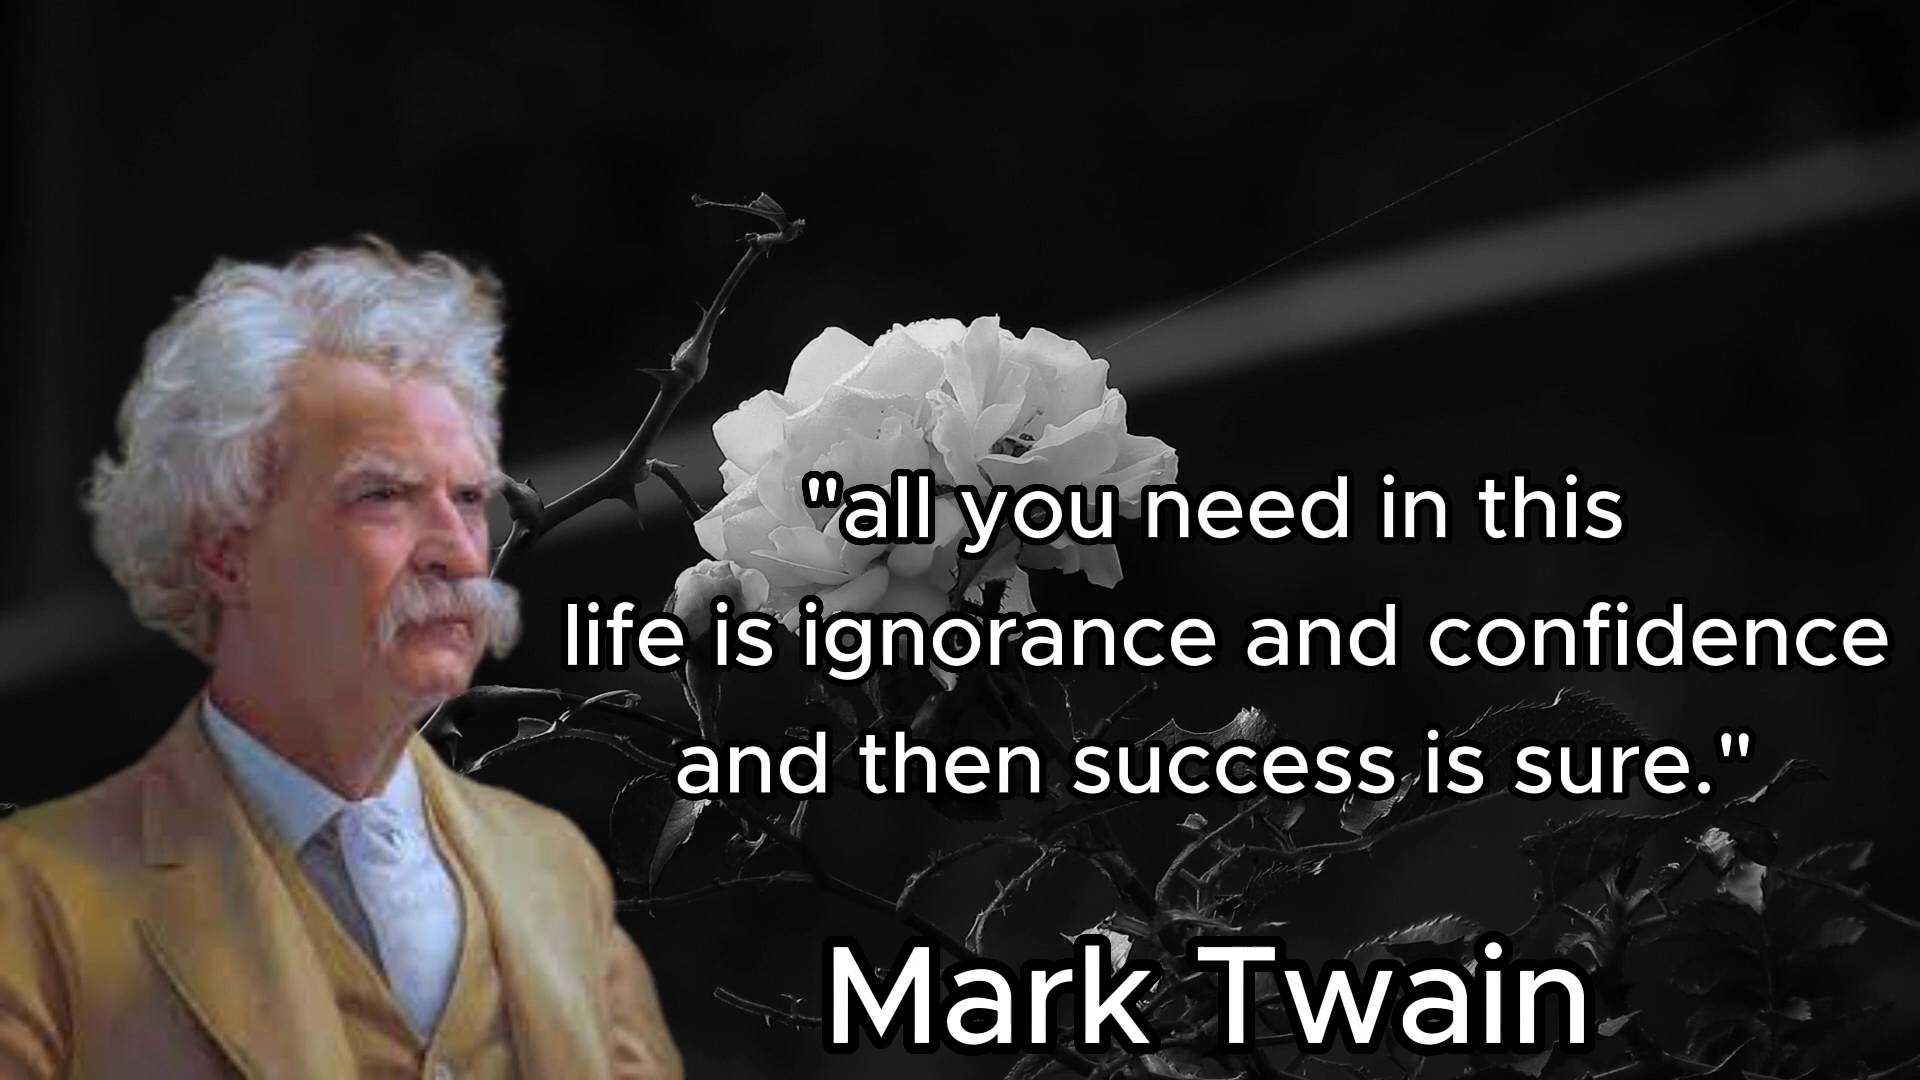 "all you need in this
life is ignorance and confidence
and then success is sure."
Mark Twain